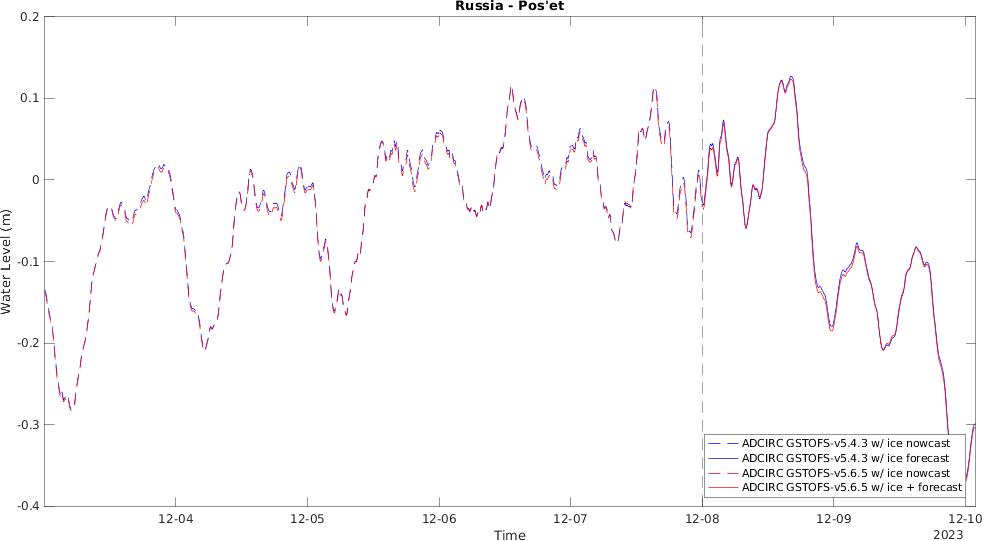 Russia - Pos'et
Water Level (m)
0.2
0.1
0
-0.1
-0.2
-0.3
-0.4
ADCIRC GSTOFS-v5.4.3 w/ ice nowcast
ADCIRC GSTOFS-v5.4.3 w/ ice forecast
ADCIRC GSTOFS-v5.6.5 w/ ice nowcast
ADCIRC GSTOFS-v5.6.5 w/ ice + forecast
12-04 12-05 12-06 12-07 12-08 12-09 12-10
Time
2023